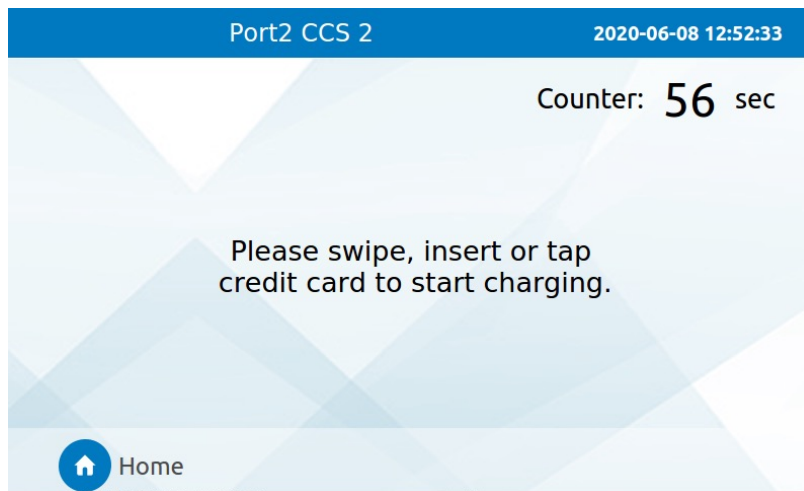 Port2 CCS 2
2020-06-08 12:52:33
Counter: 56 sec
Please swipe, insert or tap
credit card to start charging.
Home